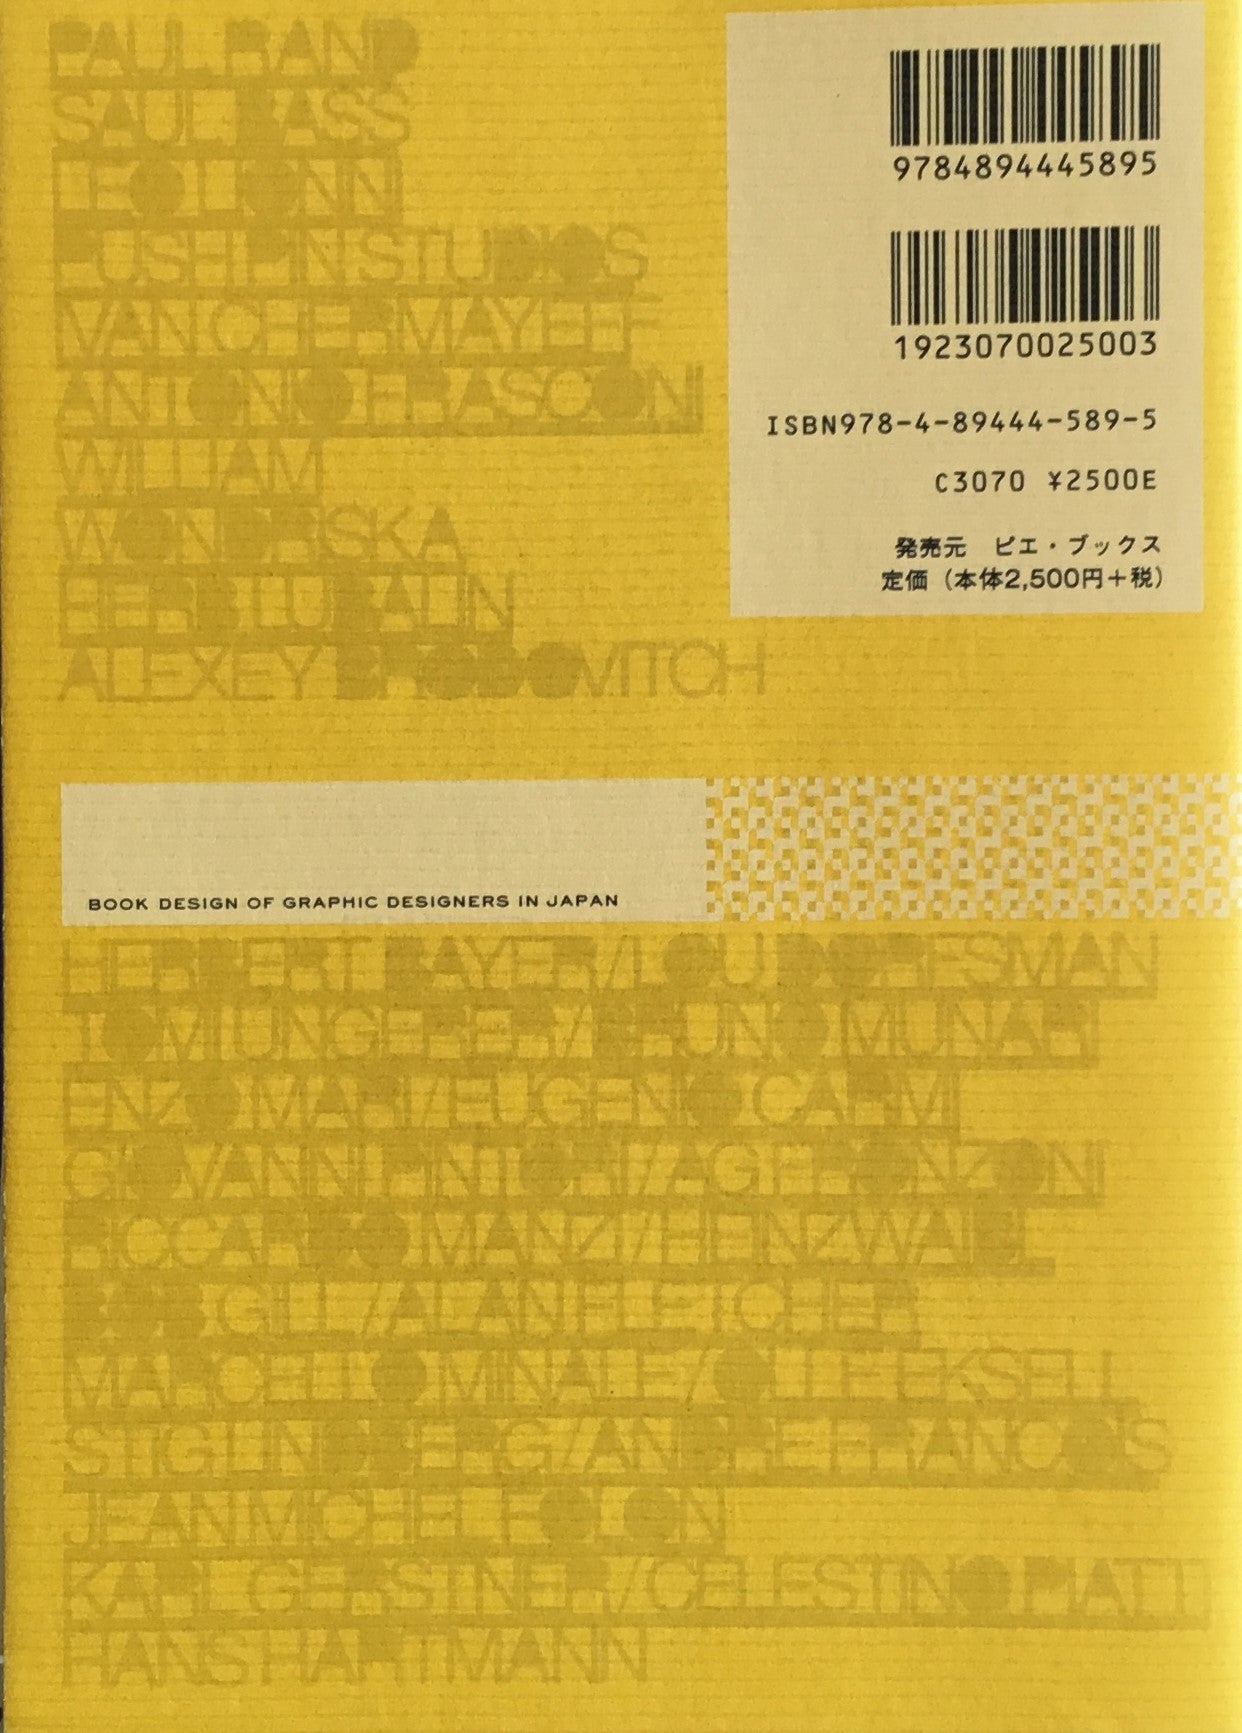 PAUL RAND
SAUL BASS
LEO LIONNI
PUSH PIN STUDIOS
IVAN CHERMAYEFF
ANTONIO FRASCONI
WILLIAM
WONDRISKA
HERB LUBALIN
ALEXEY BRODOVITCH
9784894445895
1923070025003
ISBN978-4-89444-589-5
C3070 ¥2500E
発売元 ピエ・ブックス
定価（本体2,500円＋税）
BOOK DESIGN OF GRAPHIC DESIGNERS IN JAPAN
HERBERT BAYER/LOU DORFSMAN
TOMI UNGERER/BRUNO MUNARI
ENZO MARI/EUGENIO CARMI
GIOVANNI PINTORI/AG FRONZONI
RICCARDO MANZI/HEINZ WAIBL
BOB GILL/ALAN FLETCHER
MARCELLO MINALE/OLLE EKSELL
STIG LINDBERG/ANDRE FRANCOIS
JEAN MICHEL FOLON
KARL GERSTNER/CELESTINO PIATTI
HANS HARTMANN